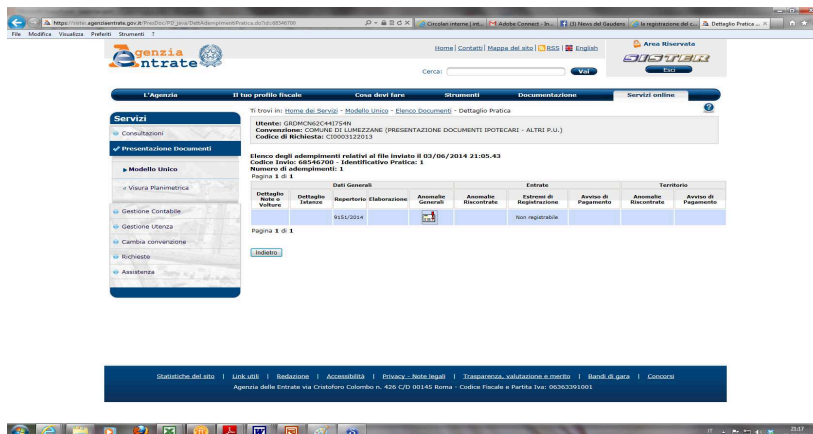 https://sister.agenziaentrate.gov.it/PresDoc/PD_java/DettAdempimentiPratica.do?id=68546700
Circolari interne | int...
Adobe Connect - In...
(3) News del Gaudens
la registrazione del c...
Dettaglio Pratica ...
File Modifica Visualizza Preferiti Strumenti ?
Agenzia Entrate
Home | Contatti | Mappa del sito | RSS | English
Area Riservata
SISTER
Cerca: Vai
Esci
L'Agenzia Il tuo profilo fiscale Cosa devi fare Strumenti Documentazione Servizi online
Servizi
Consultazioni
Presentazione Documenti
Modello Unico
Visura Planimetrica
Gestione Contabile
Gestione Utenza
Cambia convenzione
Richieste
Assistenza
Ti trovi in: Home dei Servizi - Modello Unico - Elenco Documenti - Dettaglio Pratica
?
Utente: GRDMCN62C44I754N
Convenzione: COMUNE DI LUMEZZANE (PRESENTAZIONE DOCUMENTI IPOTECARI - ALTRI P.U.)
Codice di Richiesta: CI0003122013
Elenco degli adempimenti relativi al file inviato il 03/06/2014 21:05.43
Codice Invio: 68546700 - Identificativo Pratica: 1
Numero di adempimenti: 1
Pagina 1 di 1
Dati Generali Entrate Territorio
Dettaglio Note o Volture Dettaglio Istanze Repertorio Elaborazione Anomalie Generali Anomalie Riscontrate Estremi di Registrazione Avviso di Pagamento Anomalie Riscontrate Avviso di Pagamento
9151/2014 Non registrabile
Pagina 1 di 1
Indietro
Statistiche del sito | Link utili | Redazione | Accessibilità | Privacy - Note legali | Trasparenza, valutazione e merito | Bandi di gara | Concorsi
Agenzia delle Entrate via Cristoforo Colombo n. 426 C/D 00145 Roma - Codice Fiscale e Partita Iva: 06363391001
IT 21:17